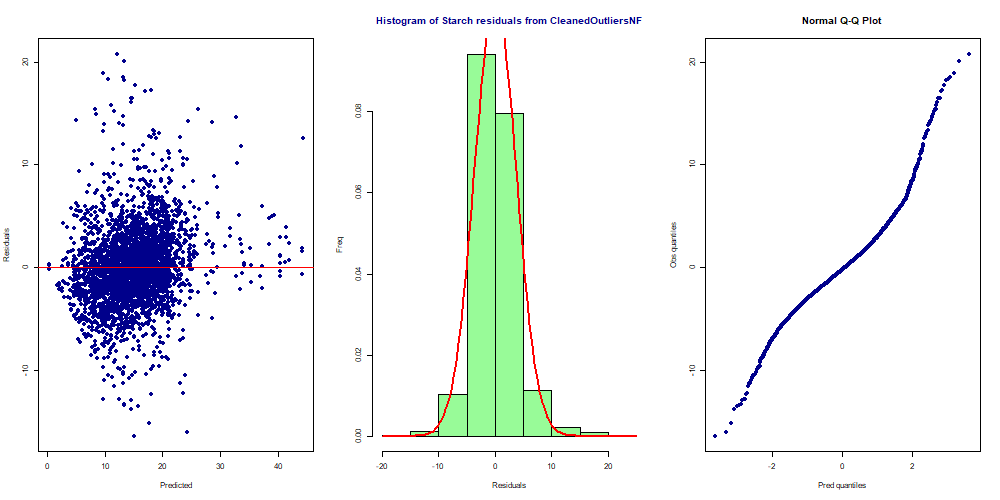 Histogram of Starch residuals from CleanedOutliersNF
Normal Q-Q Plot
20
10
0
-10
Residuals
0 10 20 30 40
Predicted
0.08
0.06
0.04
0.02
0.00
Freq
-20 -10 0 10 20
Residuals
20
10
0
-10
Obs quantiles
-2 0 2
Pred quantiles